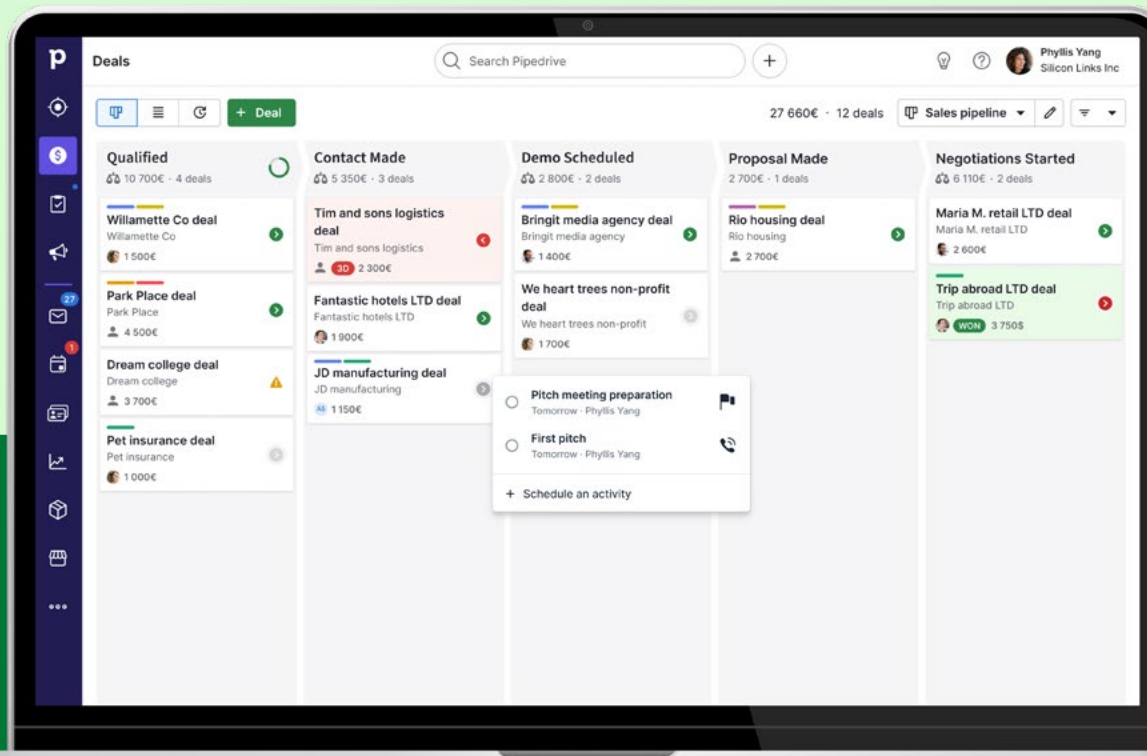 p
Deals
Search Pipedrive
+
Phyllis Yang
Silicon Links Inc
+ Deal
27 660€ · 12 deals
Sales pipeline
27
1
Qualified
10 700€ · 4 deals
Willamette Co deal
Willamette Co
1 500€
Park Place deal
Park Place
4 500€
Dream college deal
Dream college
3 700€
Pet insurance deal
Pet insurance
1 000€
Contact Made
5 350€ · 3 deals
Tim and sons logistics
deal
Tim and sons logistics
3D 2 300€
Fantastic hotels LTD deal
Fantastic hotels LTD
1 900€
JD manufacturing deal
JD manufacturing
AS 1 150€
Demo Scheduled
2 800€ · 2 deals
Bringit media agency deal
Bringit media agency
1 400€
We heart trees non-profit
deal
We heart trees non-profit
1 700€
Pitch meeting preparation
Tomorrow · Phyllis Yang
First pitch
Tomorrow · Phyllis Yang
+ Schedule an activity
Proposal Made
2 700€ · 1 deals
Rio housing deal
Rio housing
2 700€
Negotiations Started
6 110€ · 2 deals
Maria M. retail LTD deal
Maria M. retail LTD
2 600€
Trip abroad LTD deal
Trip abroad LTD
WON 3 750$